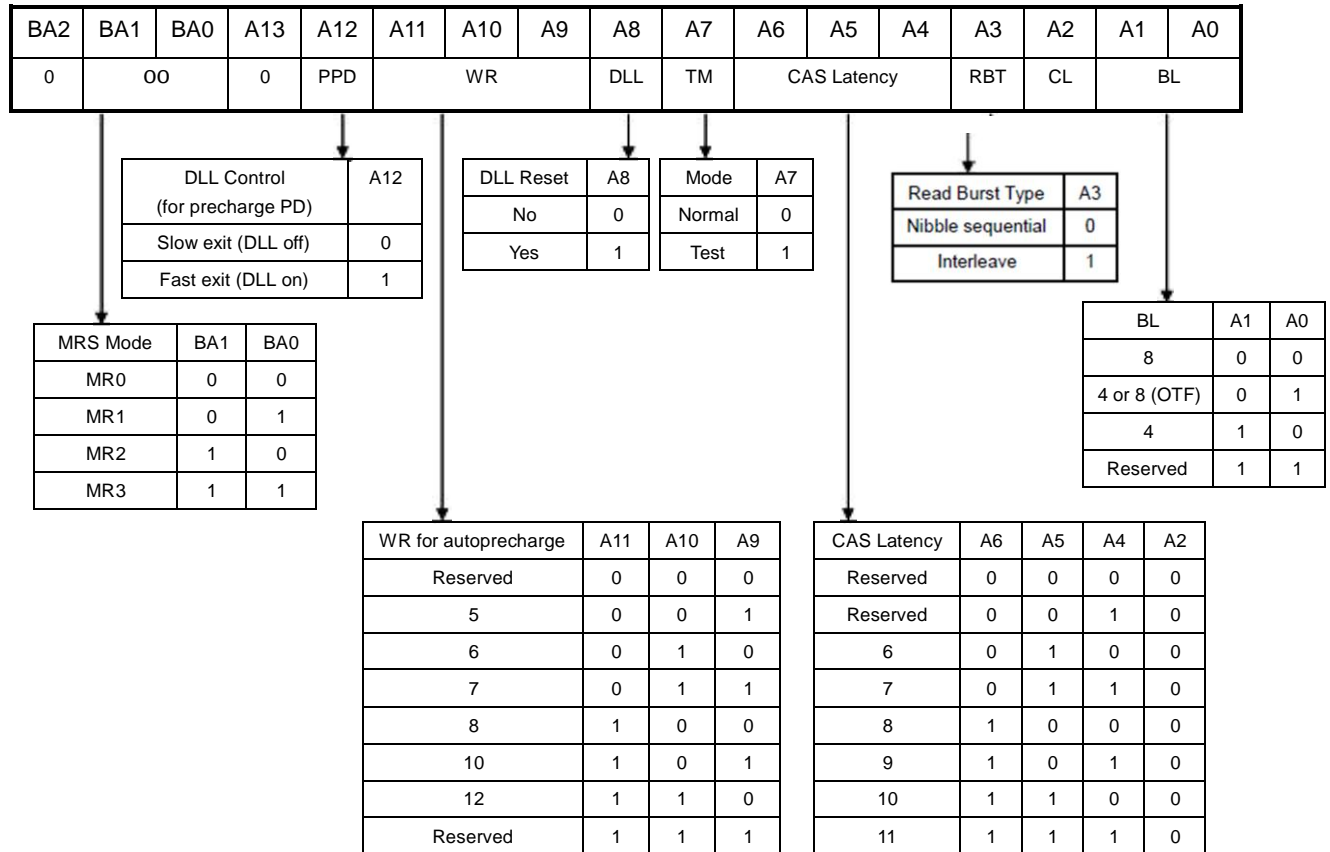 BA2 BA1 BA0 A13 A12 A11 A10 A9 A8 A7 A6 A5 A4 A3 A2 A1 A0
0 00 0 PPD WR DLL TM CAS Latency RBT CL BL
DLL Control (for precharge PD) A12
Slow exit (DLL off) 0
Fast exit (DLL on) 1
DLL Reset A8
No 0
Yes 1
Mode A7
Normal 0
Test 1
Read Burst Type A3
Nibble sequential 0
Interleave 1
MRS Mode BA1 BA0
MR0 0 0
MR1 0 1
MR2 1 0
MR3 1 1
BL A1 A0
8 0 0
4 or 8 (OTF) 0 1
4 1 0
Reserved 1 1
WR for autoprecharge A11 A10 A9
Reserved 0 0 0
5 0 0 1
6 0 1 0
7 0 1 1
8 1 0 0
10 1 0 1
12 1 1 0
Reserved 1 1 1
CAS Latency A6 A5 A4 A2
Reserved 0 0 0 0
Reserved 0 0 1 0
6 0 1 0 0
7 0 1 1 0
8 1 0 0 0
9 1 0 1 0
10 1 1 0 0
11 1 1 1 0